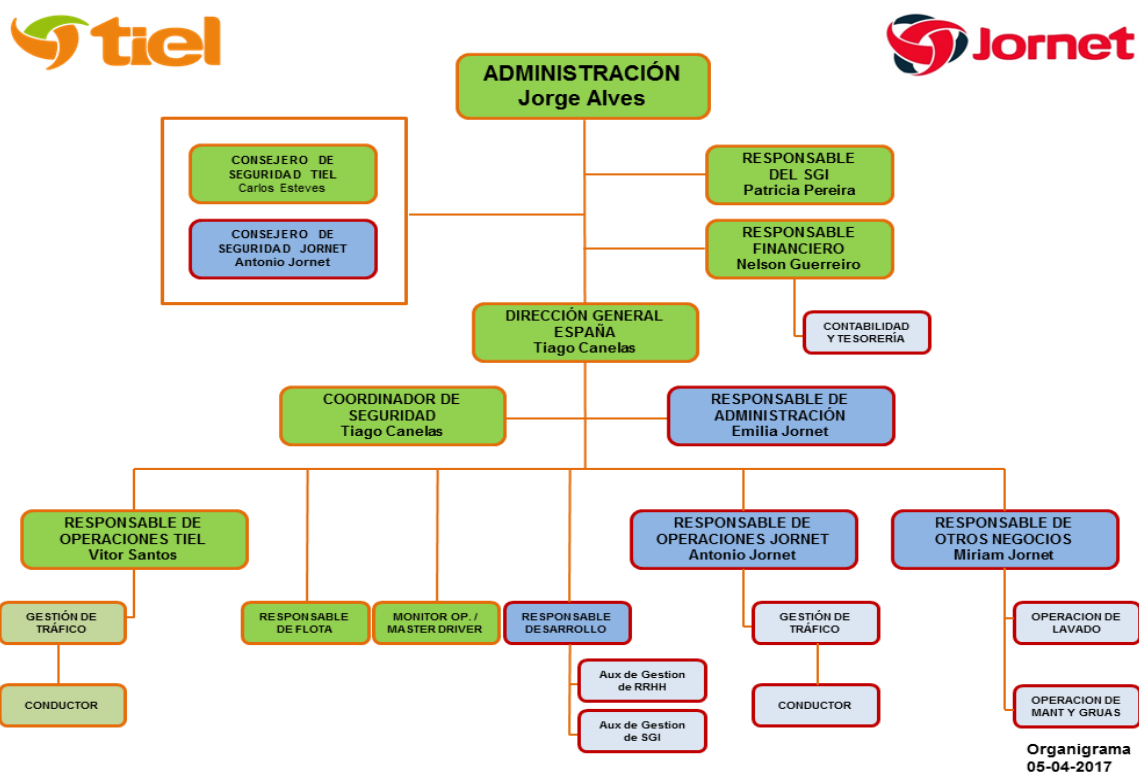 tiel
Jornet
ADMINISTRACIÓN
Jorge Alves
CONSEJERO DE
SEGURIDAD TIEL
Carlos Esteves
CONSEJERO DE
SEGURIDAD JORNET
Antonio Jornet
RESPONSABLE
DEL SGI
Patricia Pereira
RESPONSABLE
FINANCIERO
Nelson Guerreiro
CONTABILIDAD
Y TESORERÍA
DIRECCIÓN GENERAL
ESPAÑA
Tiago Canelas
COORDINADOR DE
SEGURIDAD
Tiago Canelas
RESPONSABLE DE
ADMINISTRACIÓN
Emilia Jornet
RESPONSABLE DE
OPERACIONES TIEL
Vitor Santos
RESPONSABLE DE
OPERACIONES JORNET
Antonio Jornet
RESPONSABLE DE
OTROS NEGOCIOS
Miriam Jornet
GESTIÓN DE
TRÁFICO
RESPONSABLE
DE FLOTA
MONITOR OP. /
MASTER DRIVER
RESPONSABLE
DESARROLLO
GESTIÓN DE
TRÁFICO
OPERACION DE
LAVADO
CONDUCTOR
Aux de Gestion
de RRHH
Aux de Gestion
de SGI
CONDUCTOR
OPERACION DE
MANT Y GRUAS
Organigrama
05-04-2017